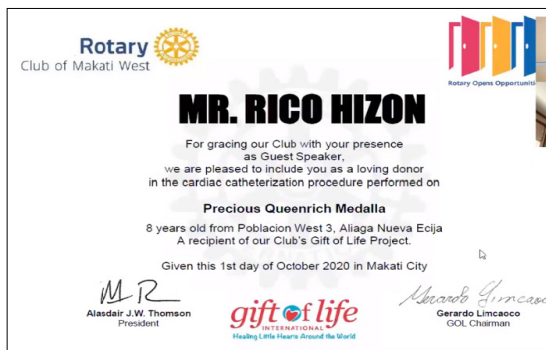 Rotary
Club of Makati West
Rotary Opens Opportuniti
MR. RICO HIZON
For gracing our Club with your presence
as Guest Speaker,
we are pleased to include you as a loving donor
in the cardiac catheterization procedure performed on
Precious Queenrich Medalla
8 years old from Poblacion West 3, Aliaga Nueva Ecija
A recipient of our Club's Gift of Life Project.
Given this 1st day of October 2020 in Makati City
Alasdair J.W. Thomson
President
gift of life
INTERNATIONAL
Healing Little Hearts Around the World
Gerardo Limcaoco
Gerardo Limcaoco
GOL Chairman